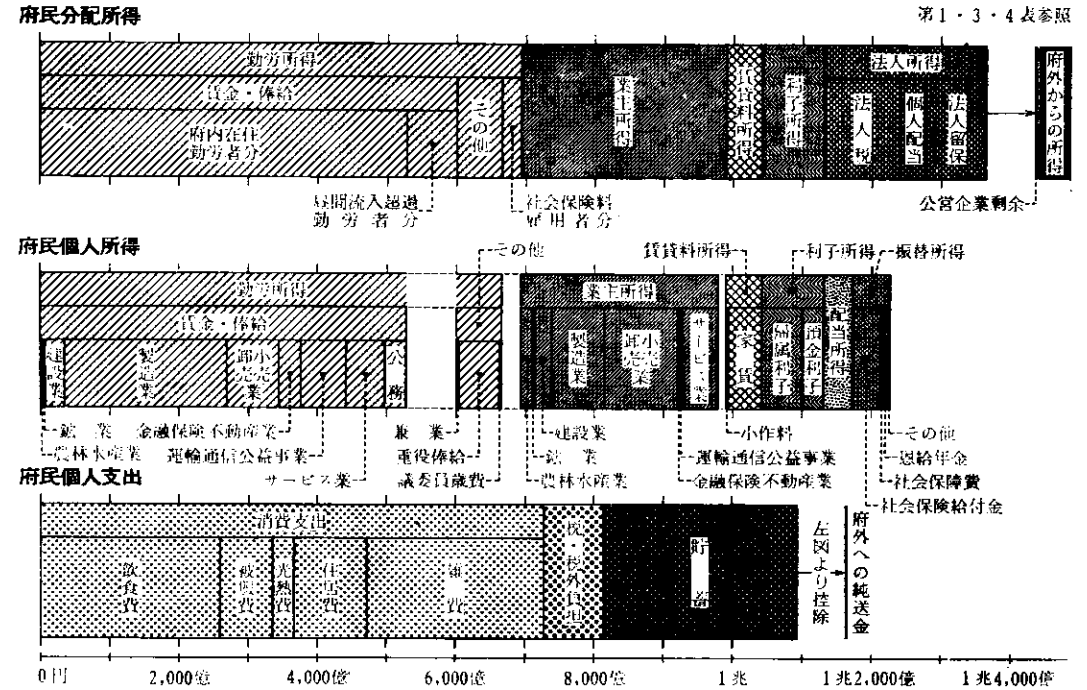 府民分配所得
第1・3・4表参照
勤労所得
賃金・俸給
府内在住
勤労者分
その他
業主所得
賃貸料所得
利子所得
法人所得
法人税
個人配当
法人留保
府外からの所得
昼間流入超過
勤労者分
社会保険料
雇用者分
公営企業剰余
府民個人所得
その他
賃貸料所得
利子所得
振替所得
勤労所得
賃金・俸給
建設業
製造業
卸小売業
公務
業主所得
製造業
卸小売業
サービス業
家賃
帰属利子
預金利子
配当所得
鉱業
金融保険不動産業
兼業
建設業
小作料
その他
農林水産業
運輸通信公益事業
重役俸給
鉱業
運輸通信公益事業
恩給年金
サービス業
議委員歳費
農林水産業
金融保険不動産業
社会保障費
社会保険給付金
府民個人支出
消費支出
飲食費
被服費
光熱費
住居費
雑費
税・税外負担
貯蓄
左図より控除
府外への純送金
0円
2,000億
4,000億
6,000億
8,000億
1兆
1兆2,000億
1兆4,000億